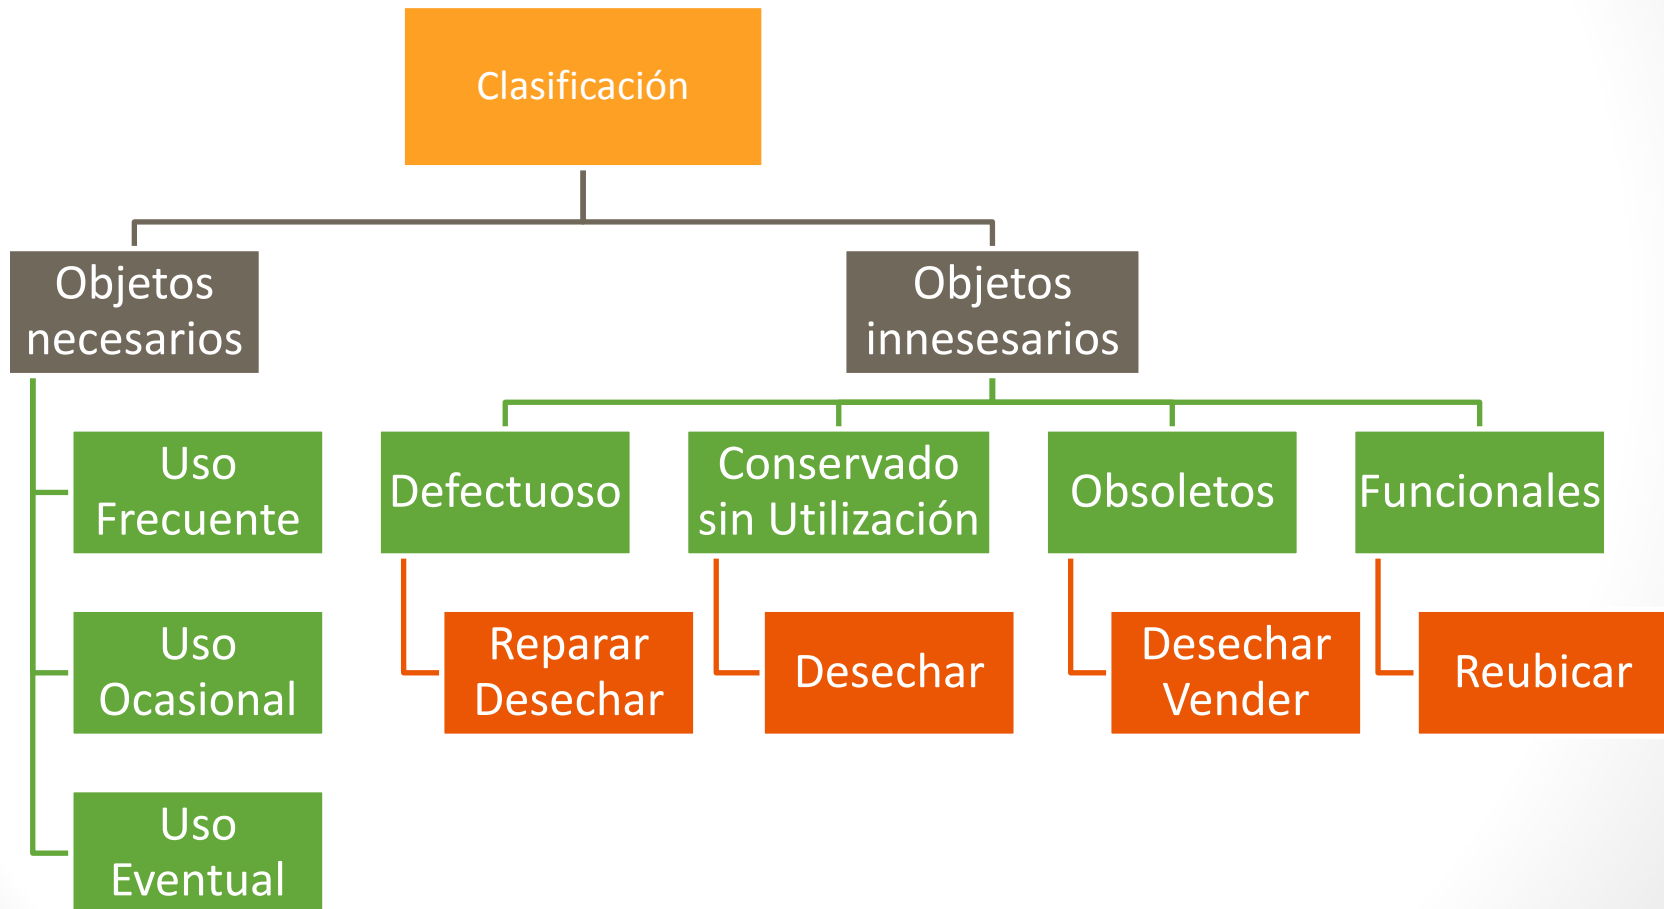 Clasificación
Objetos
necesarios
Objetos
innesesarios
Uso
Frecuente
Defectuoso
Conservado
sin Utilización
Obsoletos
Funcionales
Uso
Ocasional
Reparar
Desechar
Desechar
Desechar
Vender
Reubicar
Uso
Eventual